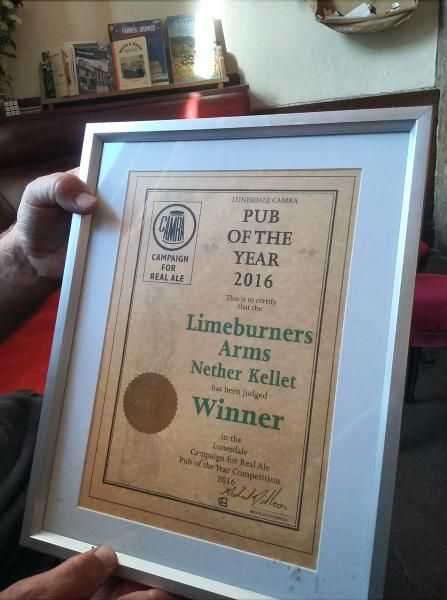 LUNESDALE CAMRA
PUB
OF THE
YEAR
2016
CAMRA
CAMPAIGN
FOR
REAL ALE
This is to certify
that the
Limeburners
Arms
Nether Kellet
has been judged
Winner
in the
Lunesdale
Campaign for Real Ale
Pub of the Year Competition
2016
BRANCH CHAIRMAN